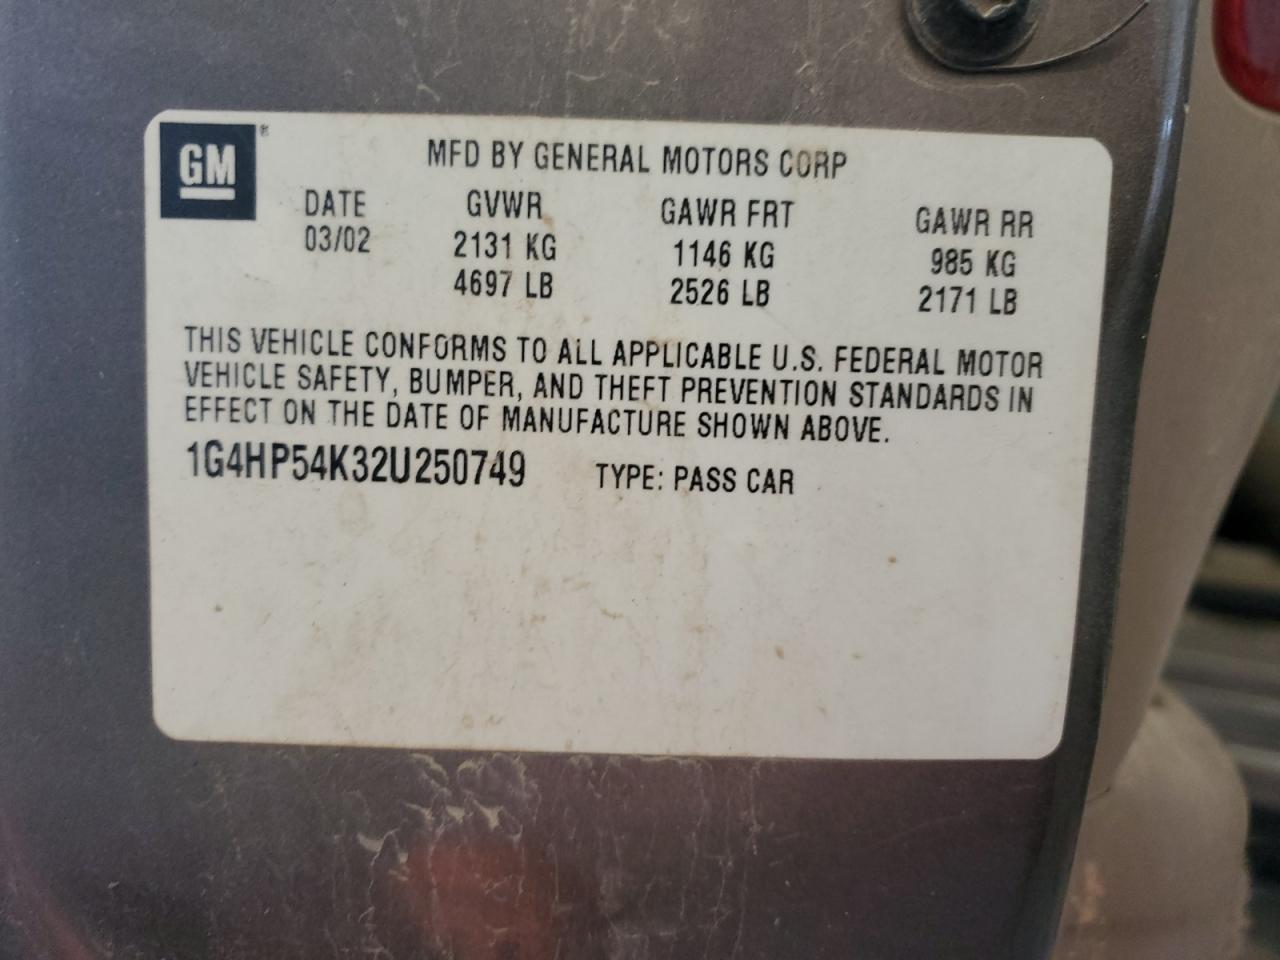 GM®
MFD BY GENERAL MOTORS CORP
DATE GVWR GAWR FRT GAWR RR
03/02 2131 KG 1146 KG 985 KG
4697 LB 2526 LB 2171 LB
THIS VEHICLE CONFORMS TO ALL APPLICABLE U.S. FEDERAL MOTOR
VEHICLE SAFETY, BUMPER, AND THEFT PREVENTION STANDARDS IN
EFFECT ON THE DATE OF MANUFACTURE SHOWN ABOVE.
1G4HP54K32U250749 TYPE: PASS CAR